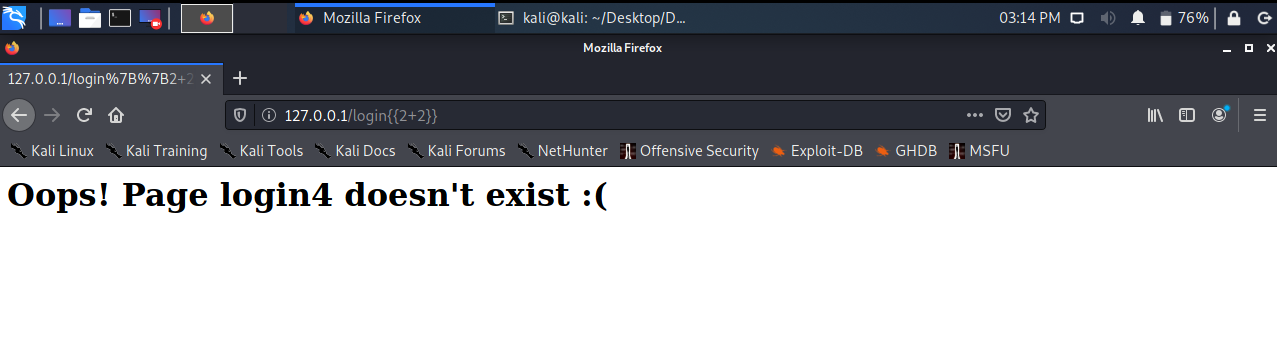 Mozilla Firefox kali@kali: ~/Desktop/D... 03:14 PM 76%
Mozilla Firefox
127.0.0.1/login%7B%7B2+2
127.0.0.1/login{{2+2}}
Kali Linux Kali Training Kali Tools Kali Docs Kali Forums NetHunter Offensive Security Exploit-DB GHDB MSFU
Oops! Page login4 doesn't exist :(